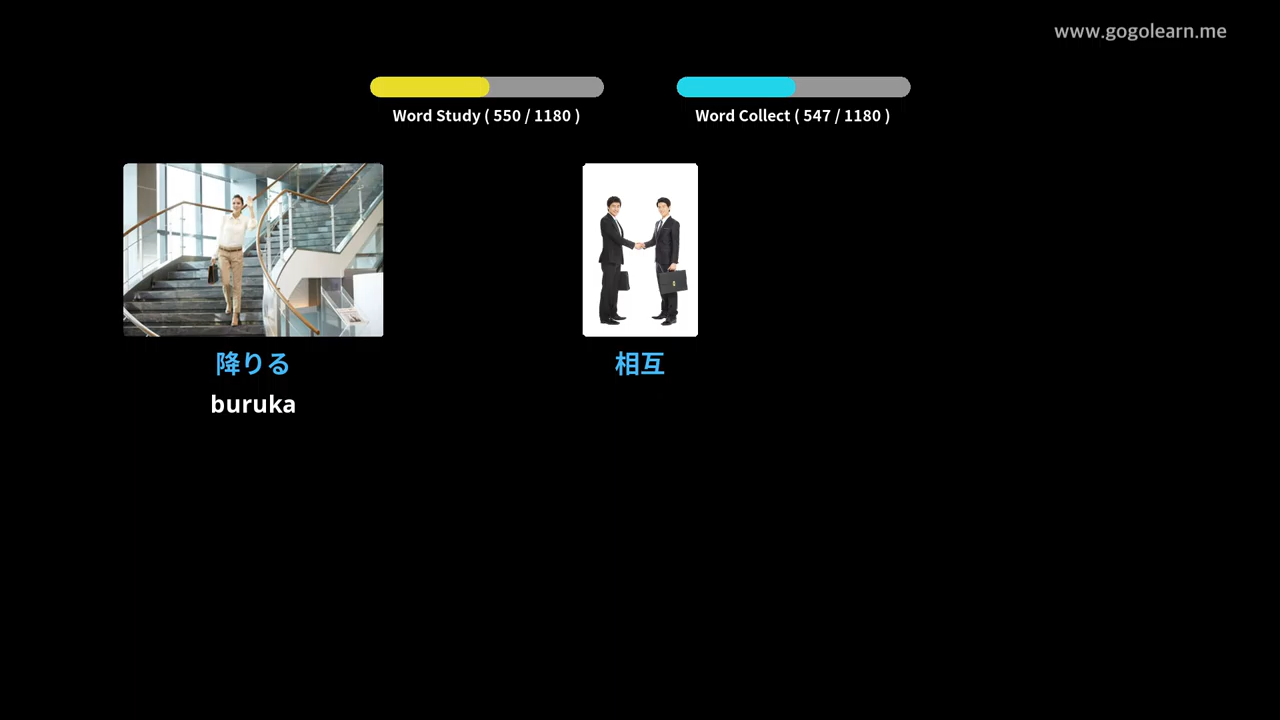 www.gogolearn.me
Word Study ( 550 / 1180 )
Word Collect ( 547 / 1180 )
降りる
相互
buruka